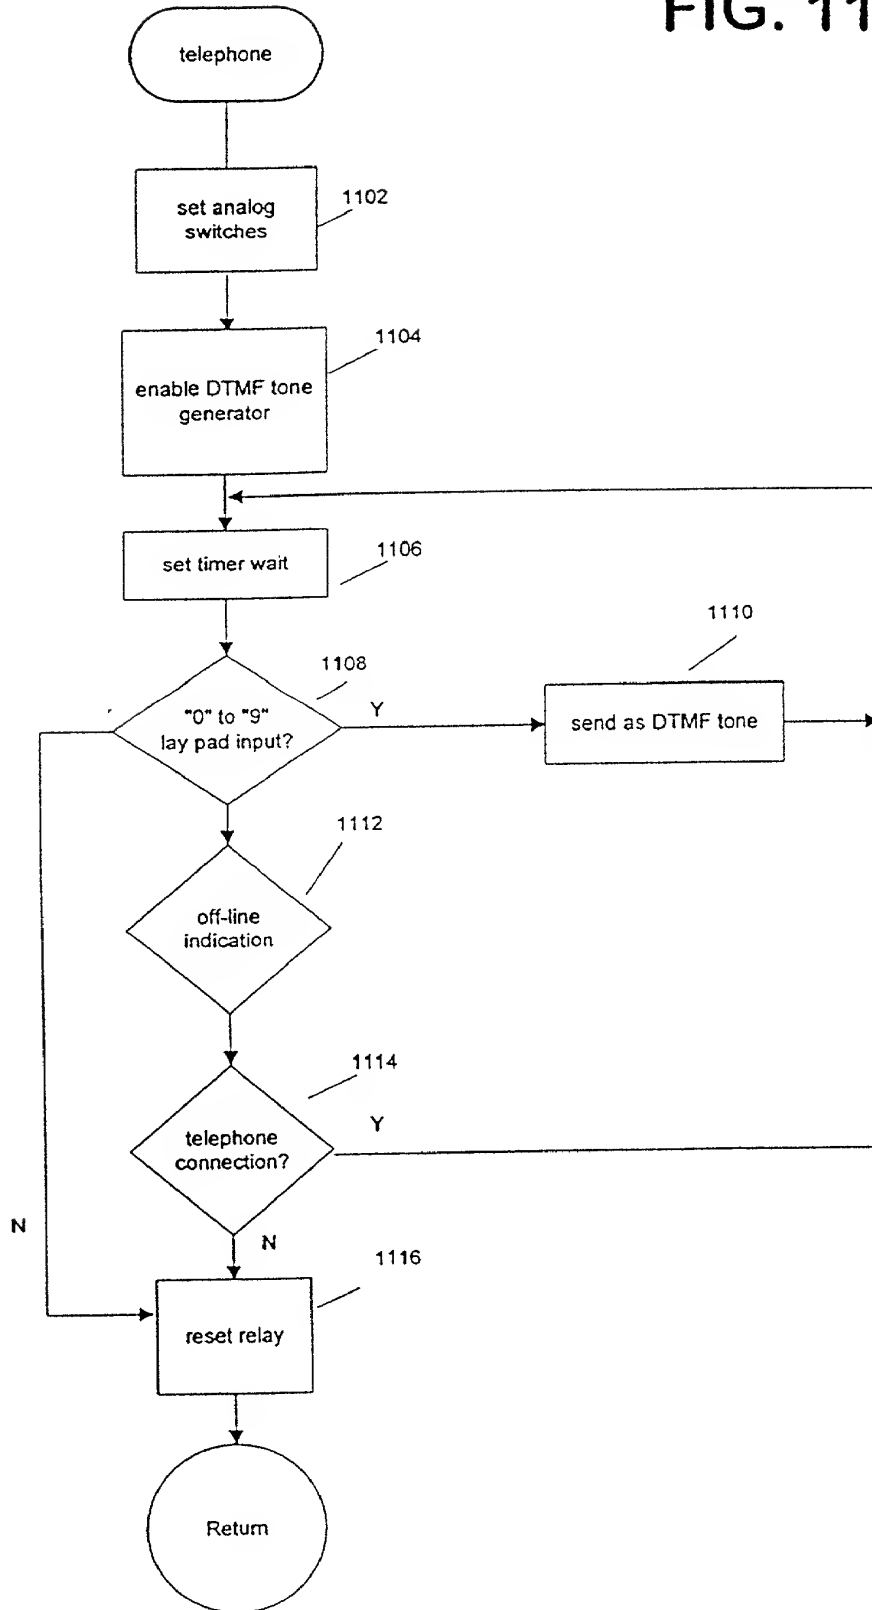 FIG. 11
telephone
set analog
switches
1102
enable DTMF tone
generator
1104
set timer wait
1106
"0" to "9"
lay pad input?
1108
Y
send as DTMF tone
1110
off-line
indication
1112
telephone
connection?
1114
Y
N
N
reset relay
1116
Return